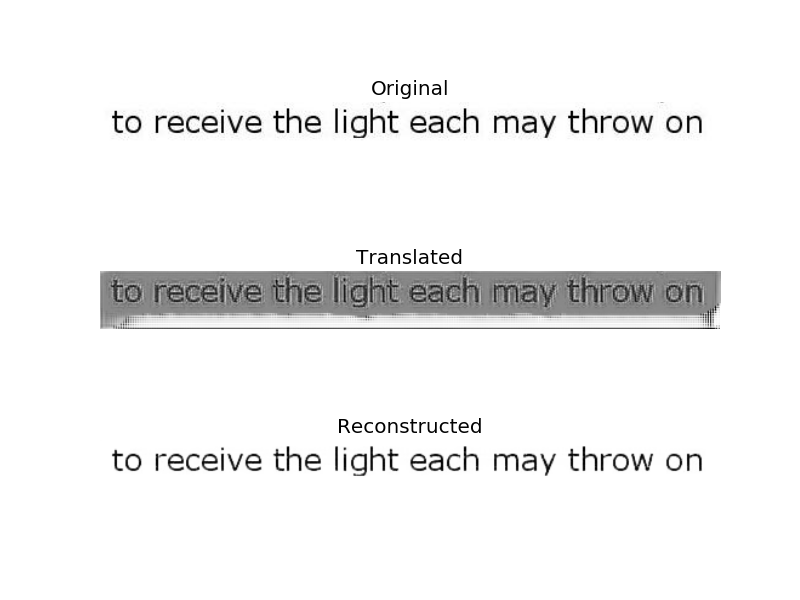 Original
to receive the light each may throw on
Translated
to receive the light each may throw on
Reconstructed
to receive the light each may throw on